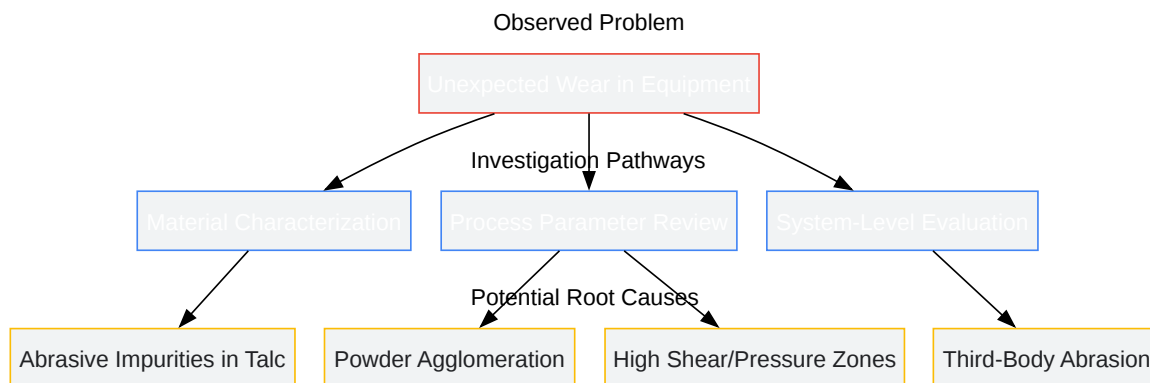 Observed Problem
Unexpected Wear in Equipment
Investigation Pathways
Material Characterization
Process Parameter Review
System-Level Evaluation
Potential Root Causes
Abrasive Impurities in Talc
Powder Agglomeration
High Shear/Pressure Zones
Third-Body Abrasion